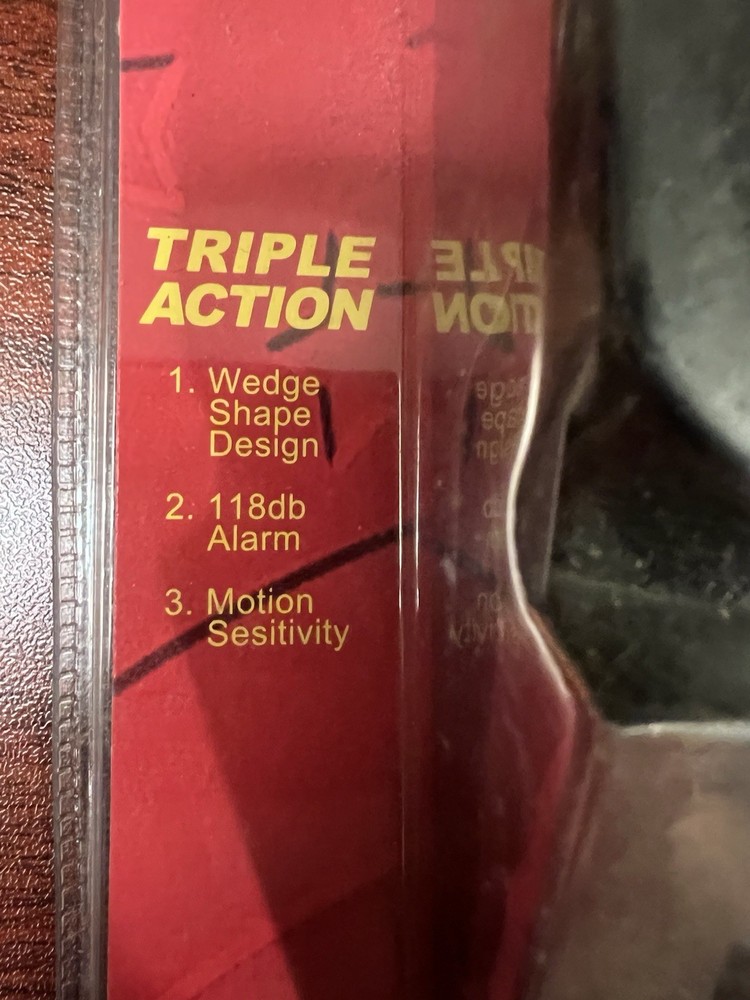 TRIPLE
ACTION
1. Wedge
Shape
Design
2. 118db
Alarm
3. Motion
Sesitivity